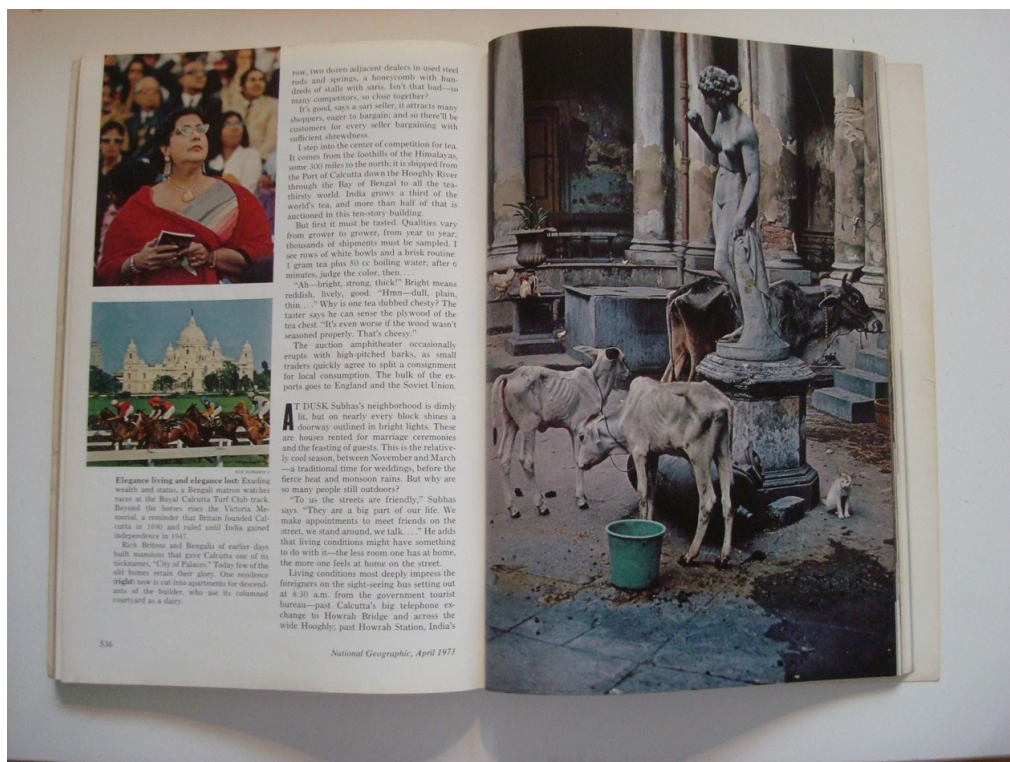 row, two dozen adjacent dealers in used steel
rods and springs, a honeycomb with hun-
dreds of stalls with saris. Isn't that bad—so
many competitors, so close together?
It's good, says a sari seller, it attracts many
shoppers, eager to bargain; and so there'll be
customers for every seller bargaining with
sufficient shrewdness.
I step into the center of competition for tea.
It comes from the foothills of the Himalayas,
some 300 miles to the north; it is shipped from
the Port of Calcutta down the Hooghly River
through the Bay of Bengal to all the tea-
thirsty world. India grows a third of the
world's tea, and more than half of that is
auctioned in this ten-story building.
But first it must be tasted. Qualities vary
from grower to grower, from year to year;
thousands of shipments must be sampled. I
see rows of white bowls and a brisk routine:
1 gram tea plus 50 cc boiling water; after 6
minutes, judge the color, then. . . .
"Ah—bright, strong, thick!" Bright means
reddish, lively, good. "Hmn—dull, plain,
thin. . . ." Why is one tea dubbed chesty? The
taster says he can sense the plywood of the
tea chest. "It's even worse if the wood wasn't
seasoned properly. That's cheesy."
The auction amphitheater occasionally
erupts with high-pitched barks, as small
traders quickly agree to split a consignment
for local consumption. The bulk of the ex-
ports goes to England and the Soviet Union.
AT DUSK Subhas's neighborhood is dimly
lit, but on nearly every block shines a
doorway outlined in bright lights. These
are houses rented for marriage ceremonies
and the feasting of guests. This is the relative-
ly cool season, between November and March
—a traditional time for weddings, before the
fierce heat and monsoon rains. But why are
so many people still outdoors?
"To us the streets are friendly," Subhas
says. "They are a big part of our life. We
make appointments to meet friends on the
street, we stand around, we talk. . . ." He adds
that living conditions might have something
to do with it—the less room one has at home,
the more one feels at home on the street.
Living conditions most deeply impress the
foreigners on the sight-seeing bus setting out
at 8:30 a.m. from the government tourist
bureau—past Calcutta's big telephone ex-
change to Howrah Bridge and across the
wide Hooghly; past Howrah Station, India's
Elegance living and elegance lost: Exuding
wealth and status, a Bengali matron watches
races at the Royal Calcutta Turf Club track.
Beyond the horses rises the Victoria Me-
morial, a reminder that Britain founded Cal-
cutta in 1690 and ruled until India gained
independence in 1947.
Rich Britons and Bengalis of earlier days
built mansions that gave Calcutta one of its
nicknames, "City of Palaces." Today few of the
old homes retain their glory. One residence
(right) now is cut into apartments for descend-
ants of the builder, who use its columned
courtyard as a dairy.
536
National Geographic, April 1973